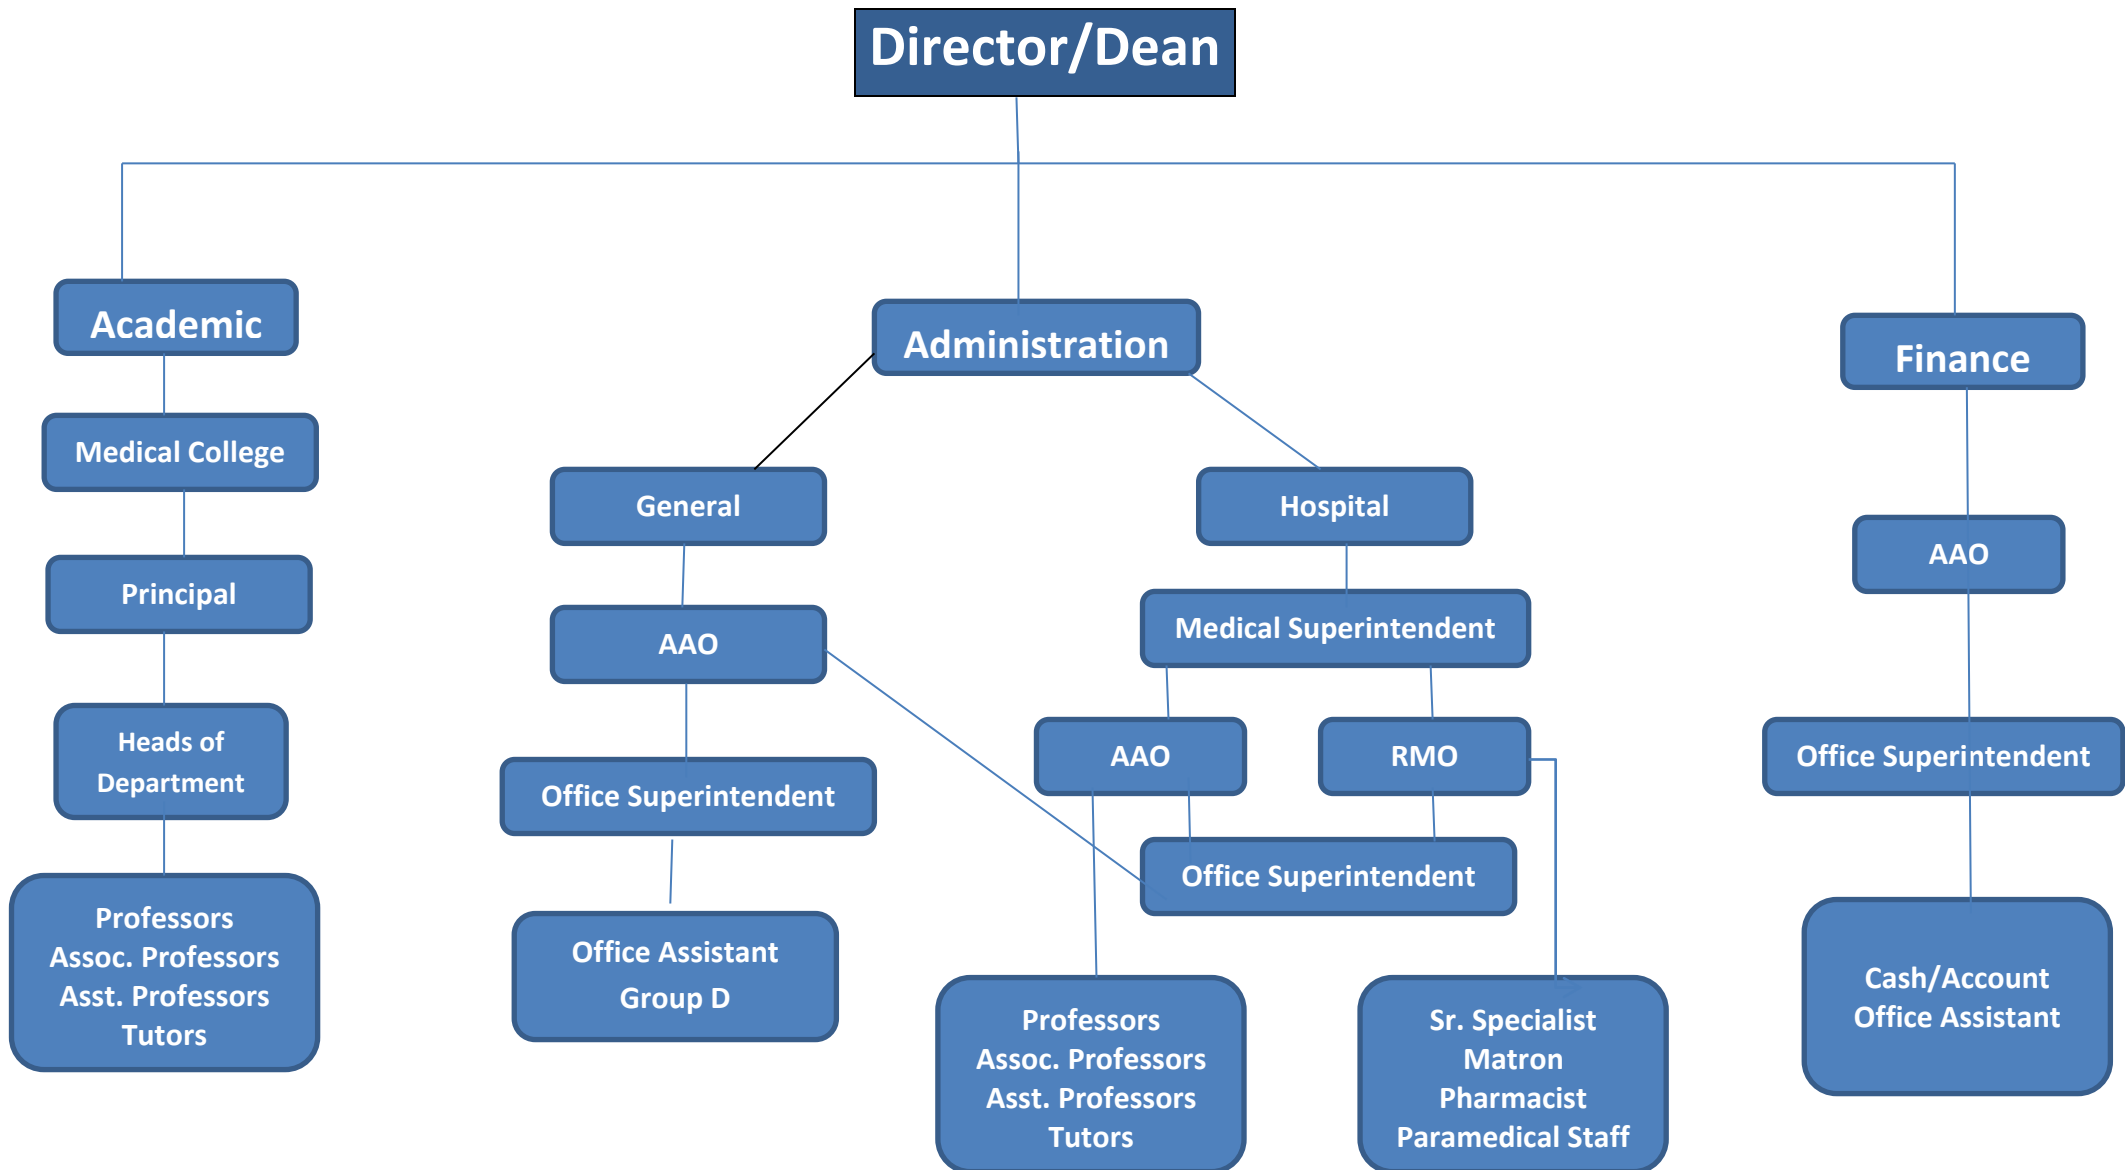 Director/Dean
Academic
Administration
Finance
Medical College
General
Hospital
AAO
Principal
AAO
Medical Superintendent
Heads of
Department
AAO
RMO
Office Superintendent
Office Superintendent
Office Superintendent
Professors
Assoc. Professors
Asst. Professors
Tutors
Office Assistant
Group D
Professors
Assoc. Professors
Asst. Professors
Tutors
Sr. Specialist
Matron
Pharmacist
Paramedical Staff
Cash/Account
Office Assistant